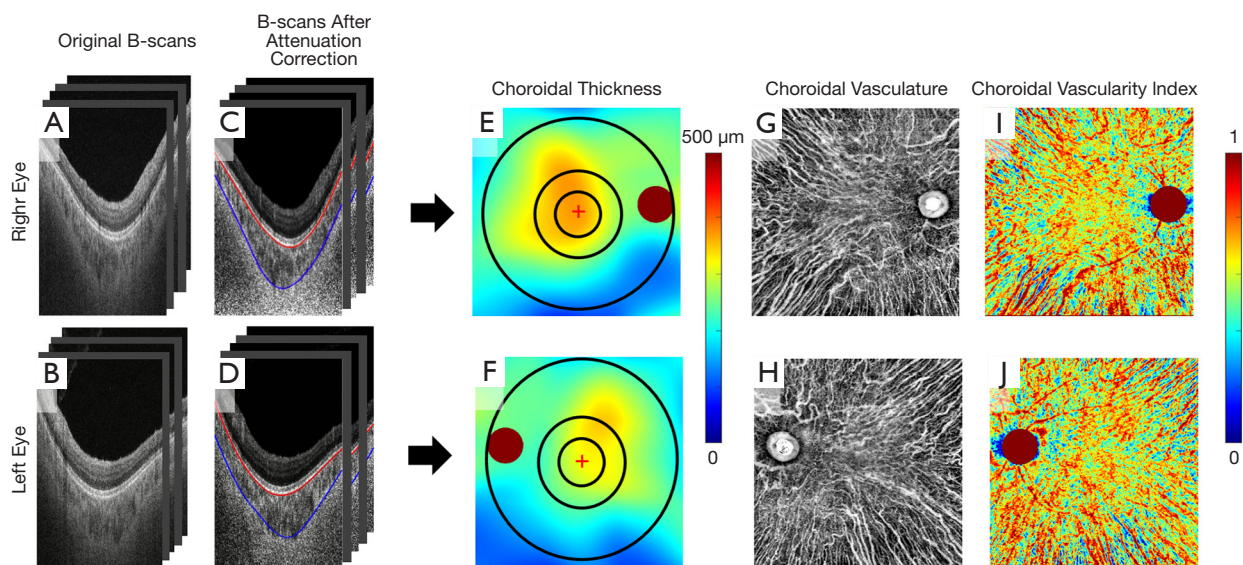 Original B-scans
B-scans After
Attenuation
Correction
Choroidal Thickness
Choroidal Vasculature
Choroidal Vascularity Index
Righr Eye
A
C
E
500 µm
G
I
1
Left Eye
B
D
F
0
H
J
0